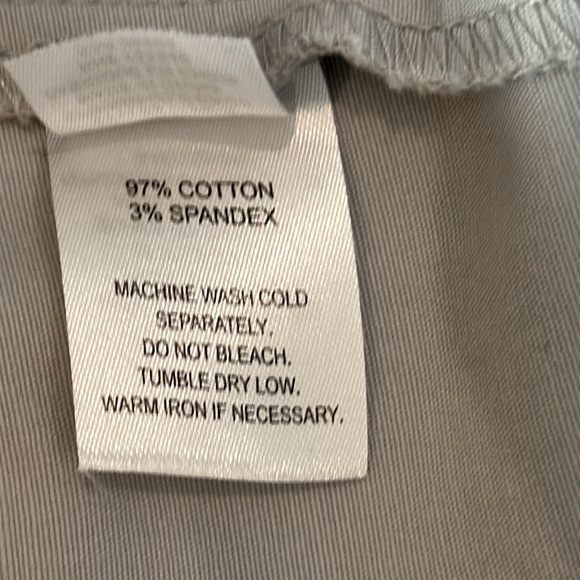 97% COTTON
3% SPANDEX
MACHINE WASH COLD
SEPARATELY.
DO NOT BLEACH.
TUMBLE DRY LOW.
WARM IRON IF NECESSARY.